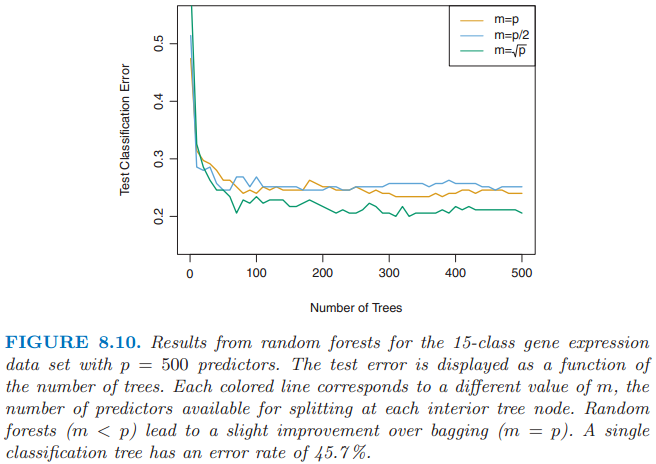 m=p
m=p/2
m=√p
0.5
0.4
0.3
0.2
Test Classification Error
0 100 200 300 400 500
Number of Trees
FIGURE 8.10. Results from random forests for the 15-class gene expression
data set with p = 500 predictors. The test error is displayed as a function of
the number of trees. Each colored line corresponds to a different value of m, the
number of predictors available for splitting at each interior tree node. Random
forests (m < p) lead to a slight improvement over bagging (m = p). A single
classification tree has an error rate of 45.7 %.